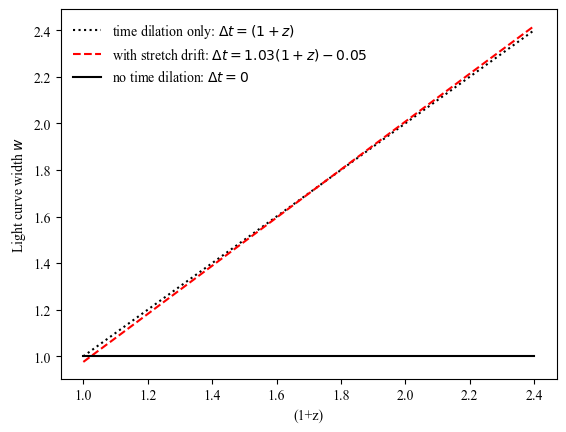 time dilation only: Δt = (1 + z)
with stretch drift: Δt = 1.03(1 + z) − 0.05
no time dilation: Δt = 0
Light curve width w
2.4
2.2
2.0
1.8
1.6
1.4
1.2
1.0
1.0 1.2 1.4 1.6 1.8 2.0 2.2 2.4
(1+z)